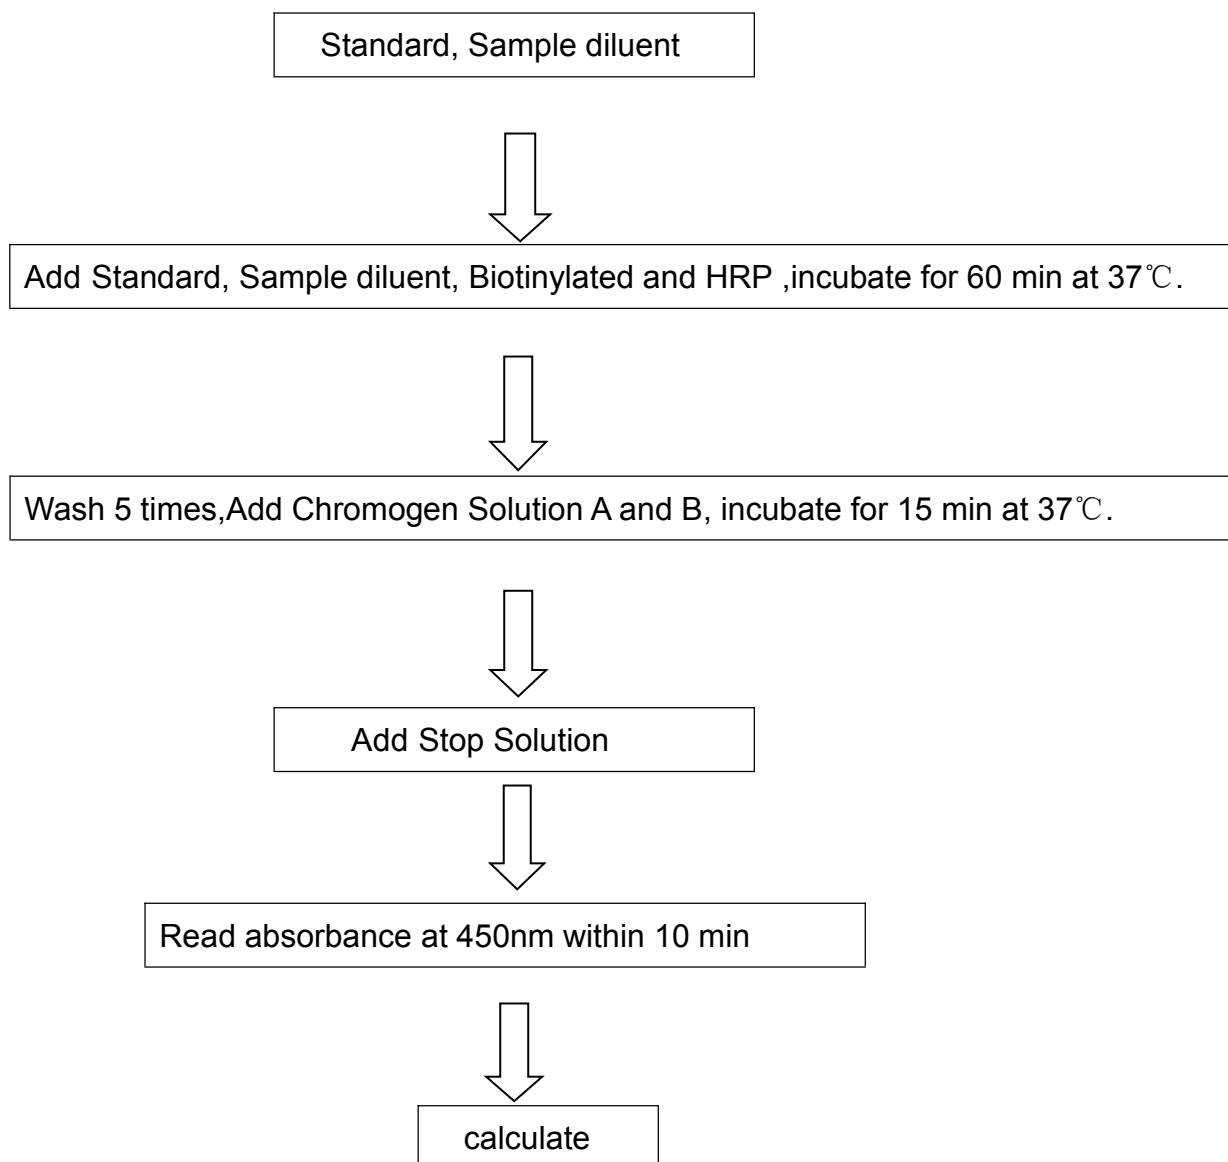 Standard, Sample diluent
Add Standard, Sample diluent, Biotinylated and HRP ,incubate for 60 min at 37℃.
Wash 5 times,Add Chromogen Solution A and B, incubate for 15 min at 37℃.
Add Stop Solution
Read absorbance at 450nm within 10 min
calculate